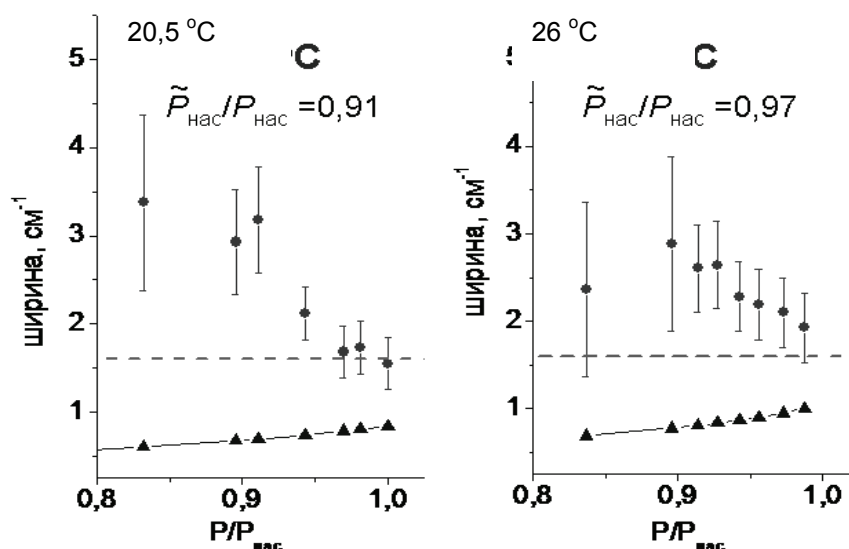 20,5 °C
°C
P̃нас/Pнас =0,91
ширина, см⁻¹
5
4
3
2
1
0,8 0,9 1,0
P/Pнас
26 °C
C
P̃нас/Pнас =0,97
ширина, см⁻¹
4
3
2
1
0,8 0,9 1,0
P/Pнас